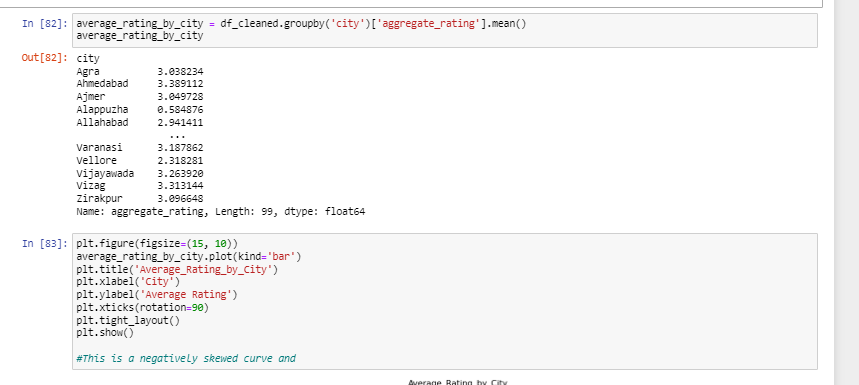 In [82]: average_rating_by_city = df_cleaned.groupby('city')['aggregate_rating'].mean()
average_rating_by_city
Out[82]: city
Agra 3.038234
Ahmedabad 3.389112
Ajmer 3.049728
Alappuzha 0.584876
Allahabad 2.941411
...
Varanasi 3.187862
Vellore 2.318281
Vijayawada 3.263920
Vizag 3.313144
Zirakpur 3.096648
Name: aggregate_rating, Length: 99, dtype: float64
In [83]: plt.figure(figsize=(15, 10))
average_rating_by_city.plot(kind='bar')
plt.title('Average_Rating_by_City')
plt.xlabel('City')
plt.ylabel('Average Rating')
plt.xticks(rotation=90)
plt.tight_layout()
plt.show()
#This is a negatively skewed curve and
Average_Rating_by_City